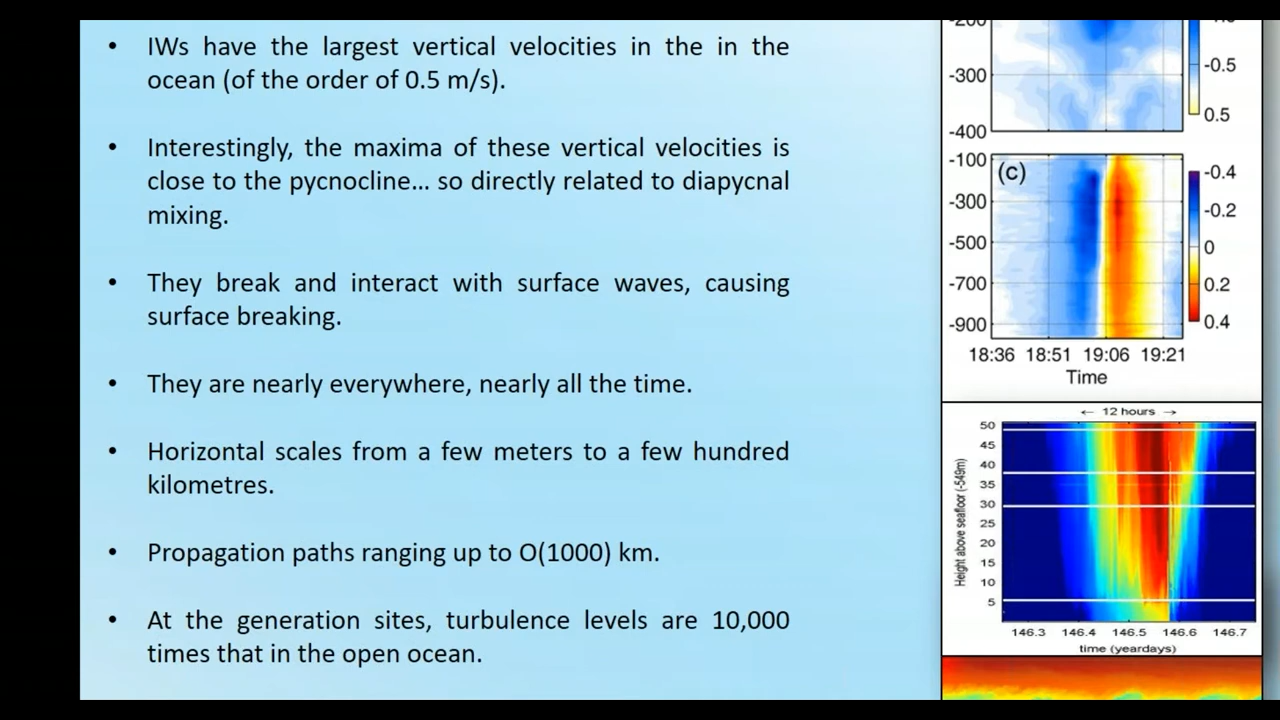 • IWs have the largest vertical velocities in the in the
ocean (of the order of 0.5 m/s).
• Interestingly, the maxima of these vertical velocities is
close to the pycnocline... so directly related to diapycnal
mixing.
• They break and interact with surface waves, causing
surface breaking.
• They are nearly everywhere, nearly all the time.
• Horizontal scales from a few meters to a few hundred
kilometres.
• Propagation paths ranging up to O(1000) km.
• At the generation sites, turbulence levels are 10,000
times that in the open ocean.
-200
-300
-400
-0.5
0.5
(c)
-100
-300
-500
-700
-900
-0.4
-0.2
0
0.2
0.4
18:36 18:51 19:06 19:21
Time
← 12 hours →
Height above seafloor (-549m)
50
45
40
35
30
25
20
15
10
5
146.3 146.4 146.5 146.6 146.7
time (yeardays)